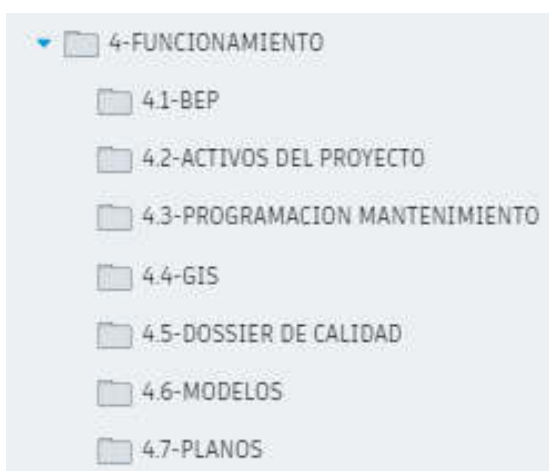 4-FUNCIONAMIENTO
4.1-BEP
4.2-ACTIVOS DEL PROYECTO
4.3-PROGRAMACION MANTENIMIENTO
4.4-GIS
4.5-DOSSIER DE CALIDAD
4.6-MODELOS
4.7-PLANOS